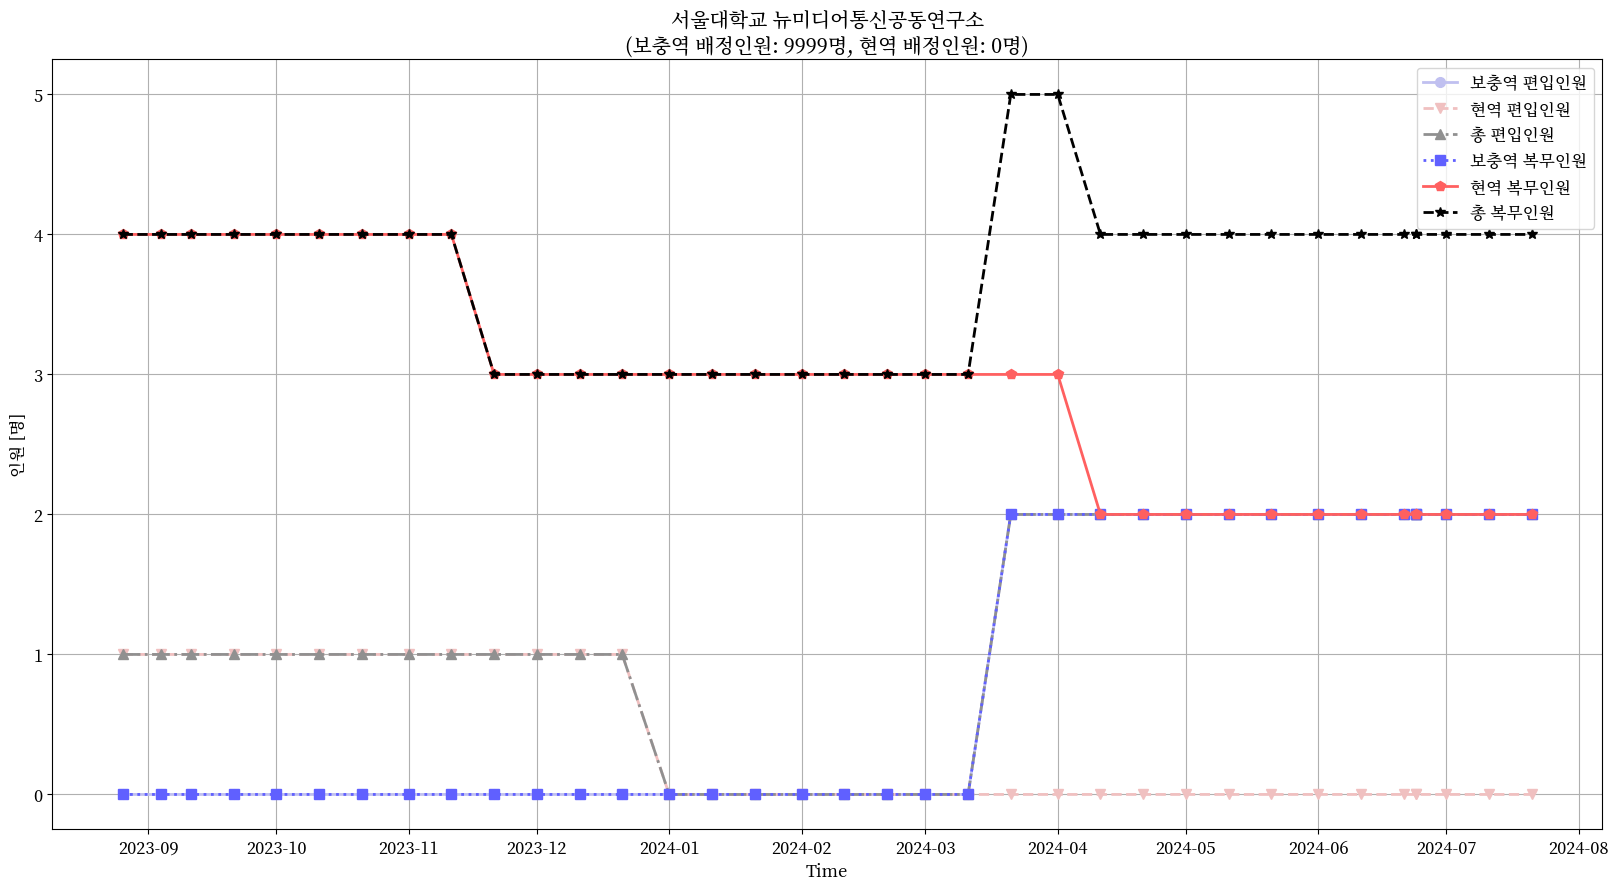 서울대학교 뉴미디어통신공동연구소
(보충역 배정인원: 9999명, 현역 배정인원: 0명)
보충역 편입인원
현역 편입인원
총 편입인원
보충역 복무인원
현역 복무인원
총 복무인원
인원 [명]
5
4
3
2
1
0
2023-09 2023-10 2023-11 2023-12 2024-01 2024-02 2024-03 2024-04 2024-05 2024-06 2024-07 2024-08
Time